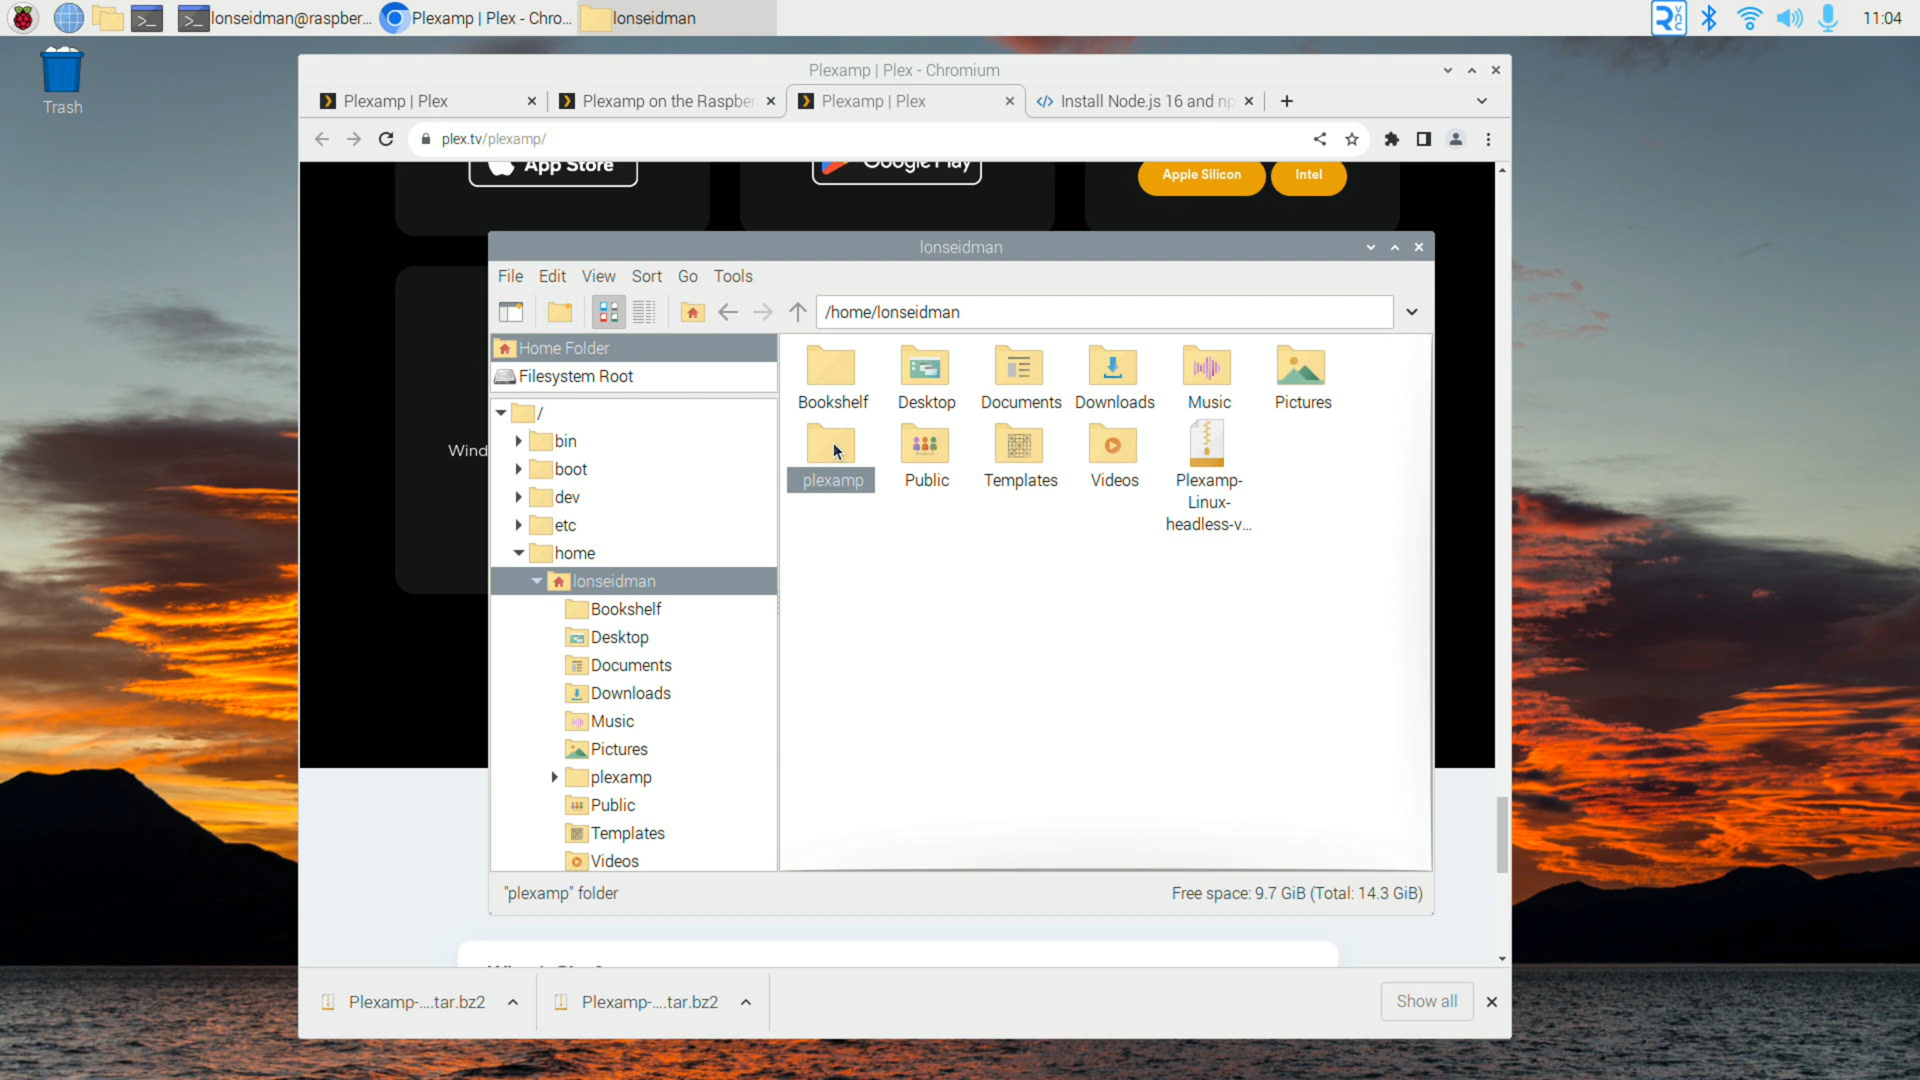 lonseidman@raspber...
Plexamp | Plex - Chro...
lonseidman
11:04
Trash
Plexamp | Plex - Chromium
Plexamp | Plex
Plexamp on the Raspber
Plexamp | Plex
Install Node.js 16 and np
plex.tv/plexamp/
App Store
Google Play
Apple Silicon
Intel
Wind
lonseidman
File Edit View Sort Go Tools
/home/lonseidman
Home Folder
Filesystem Root
/
bin
boot
dev
etc
home
lonseidman
Bookshelf
Desktop
Documents
Downloads
Music
Pictures
plexamp
Public
Templates
Videos
Bookshelf
Desktop
Documents
Downloads
Music
Pictures
plexamp
Public
Templates
Videos
Plexamp-
Linux-
headless-v...
"plexamp" folder
Free space: 9.7 GiB (Total: 14.3 GiB)
Plexamp-....tar.bz2
Plexamp-....tar.bz2
Show all